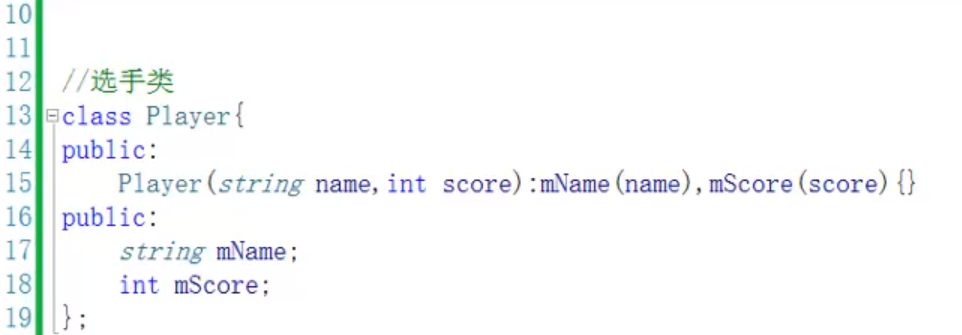 10
11
12 //选手类
13 class Player{
14 public:
15 Player(string name,int score):mName(name),mScore(score){}
16 public:
17 string mName;
18 int mScore;
19 };